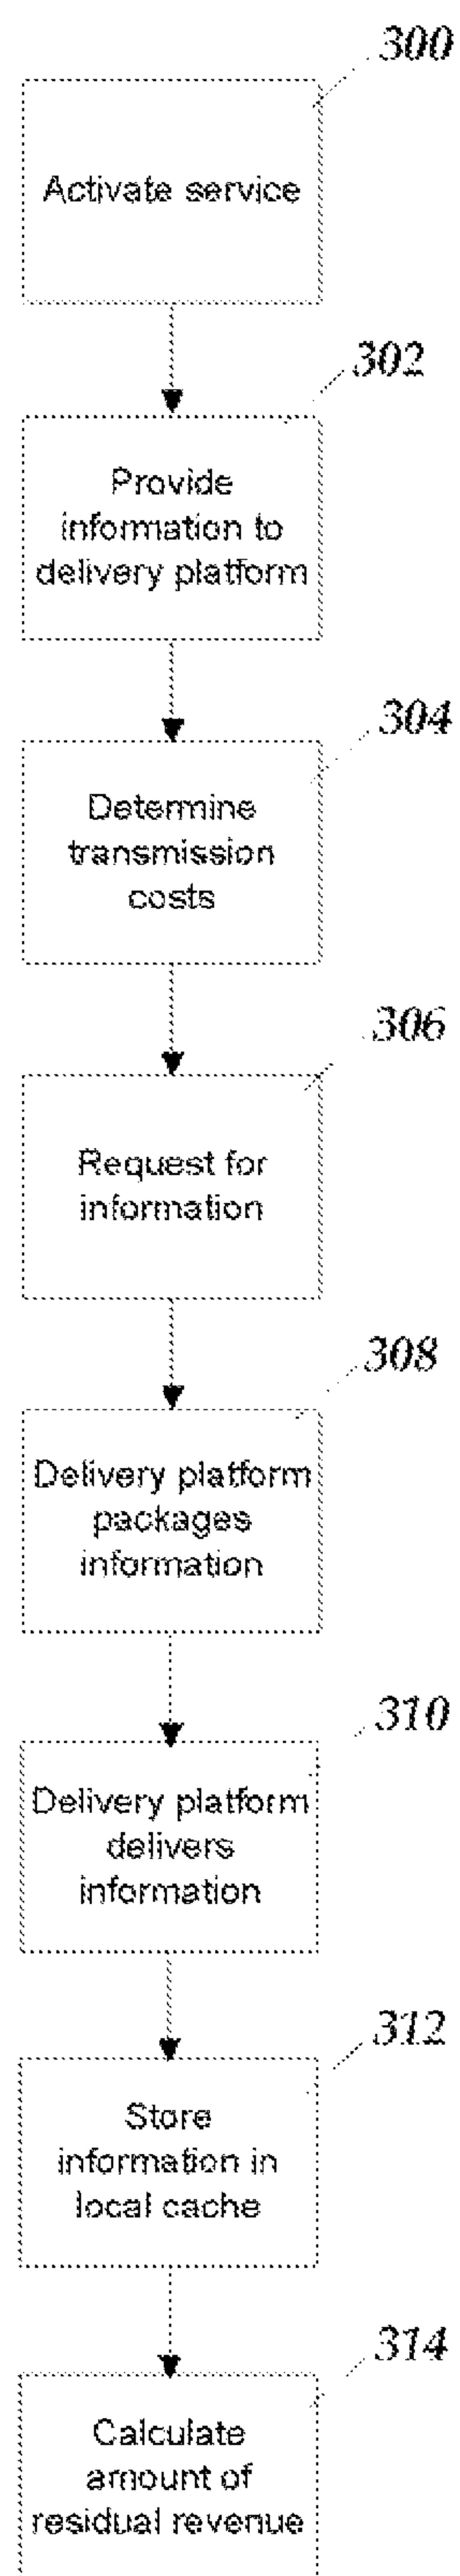 300
Activate service
302
Provide
information to
delivery platform
304
Determine
transmission
costs
306
Request for
information
308
Delivery platform
packages
information
310
Delivery platform
delivers
information
312
Store
information in
local cache
314
Calculate
amount of
residual revenue